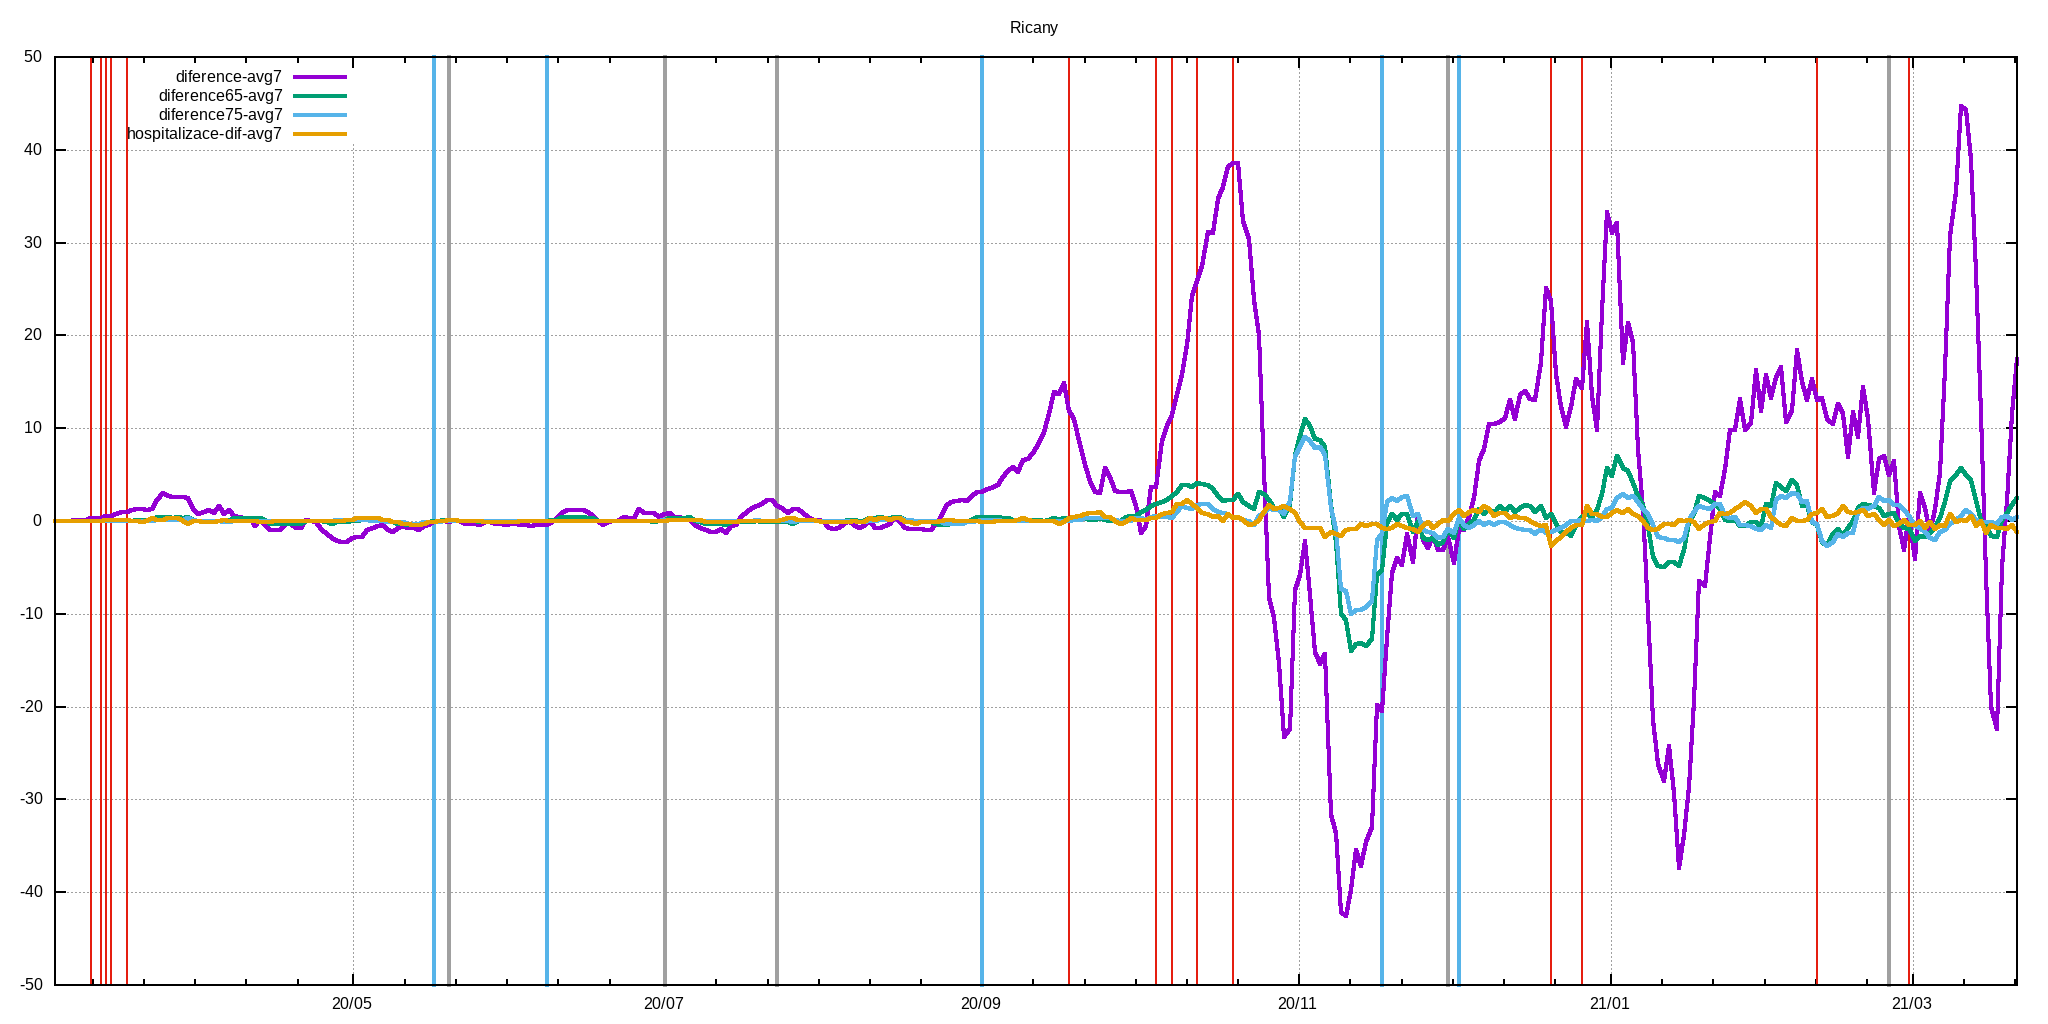 Ricany
diference-avg7
diference65-avg7
diference75-avg7
hospitalizace-dif-avg7
50
40
30
20
10
0
-10
-20
-30
-40
-50
20/05 20/07 20/09 20/11 21/01 21/03